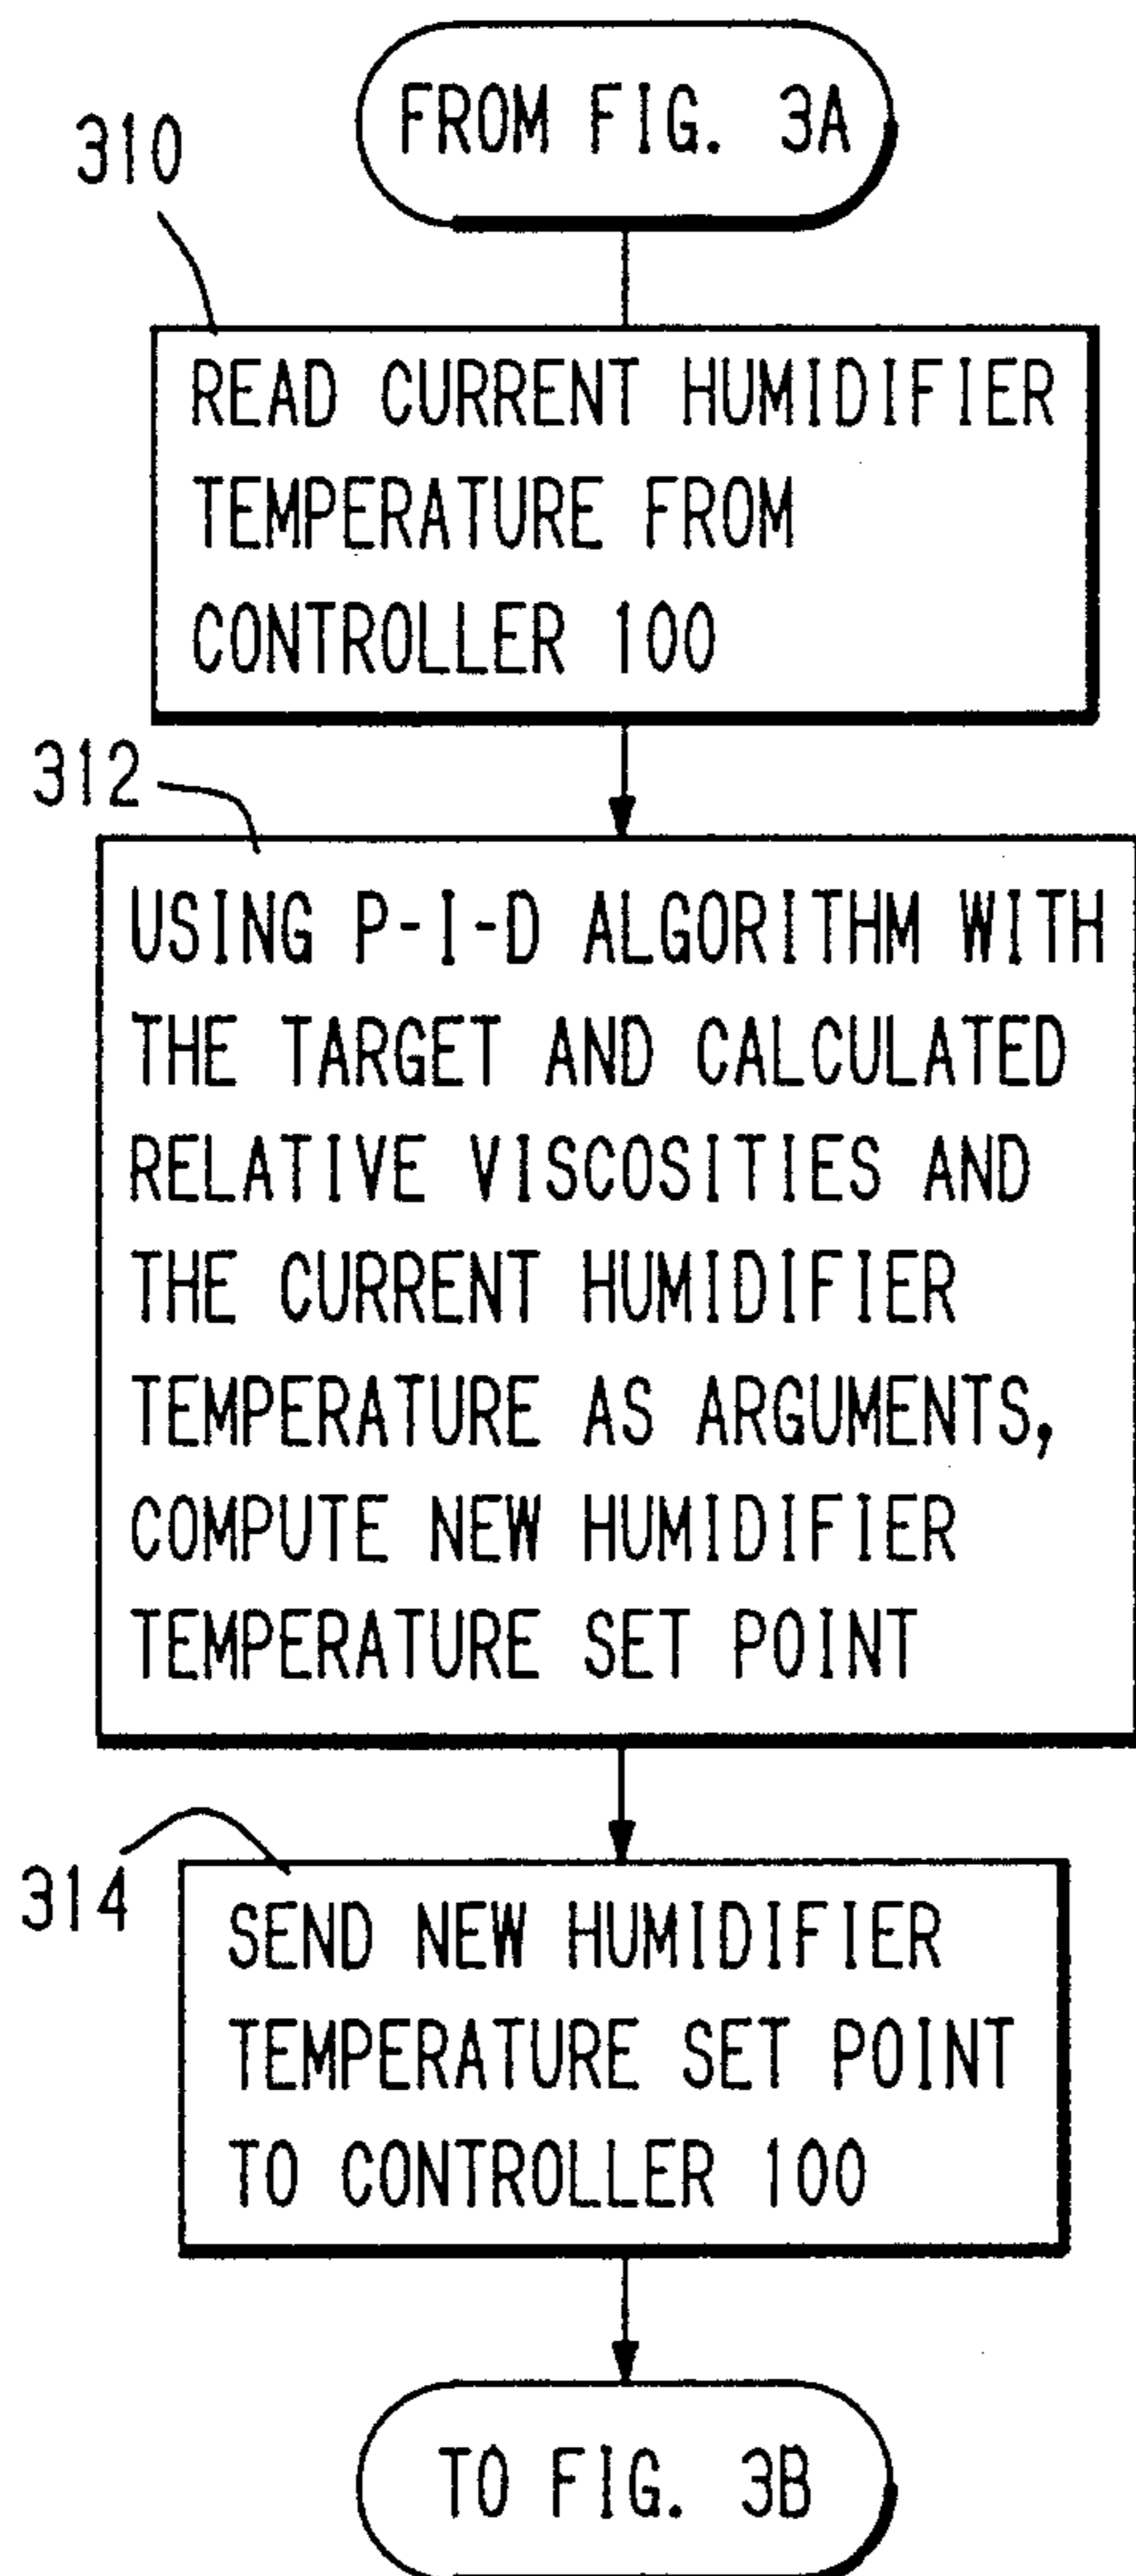 FROM FIG. 3A
310
READ CURRENT HUMIDIFIER
TEMPERATURE FROM
CONTROLLER 100
312
USING P-I-D ALGORITHM WITH
THE TARGET AND CALCULATED
RELATIVE VISCOSITIES AND
THE CURRENT HUMIDIFIER
TEMPERATURE AS ARGUMENTS,
COMPUTE NEW HUMIDIFIER
TEMPERATURE SET POINT
314
SEND NEW HUMIDIFIER
TEMPERATURE SET POINT
TO CONTROLLER 100
TO FIG. 3B